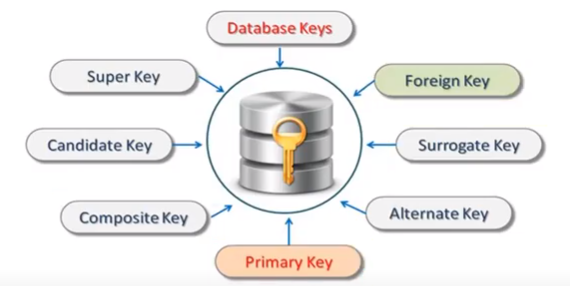 Database Keys
Super Key
Foreign Key
Candidate Key
Surrogate Key
Composite Key
Alternate Key
Primary Key